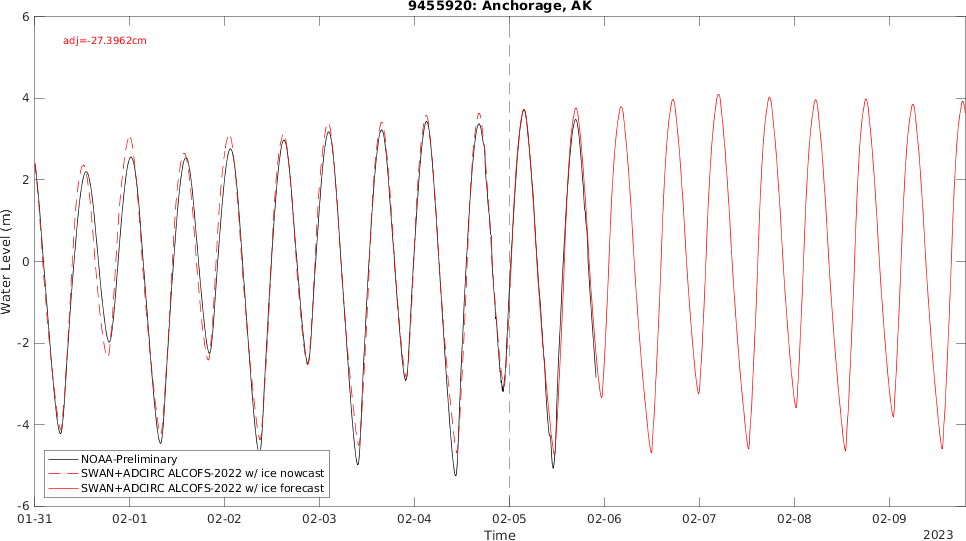 9455920: Anchorage, AK
adj=-27.3962cm
6
4
2
0
-2
-4
-6
Water Level (m)
NOAA-Preliminary
SWAN+ADCIRC ALCOFS-2022 w/ ice nowcast
SWAN+ADCIRC ALCOFS-2022 w/ ice forecast
01-31 02-01 02-02 02-03 02-04 02-05 02-06 02-07 02-08 02-09
Time
2023